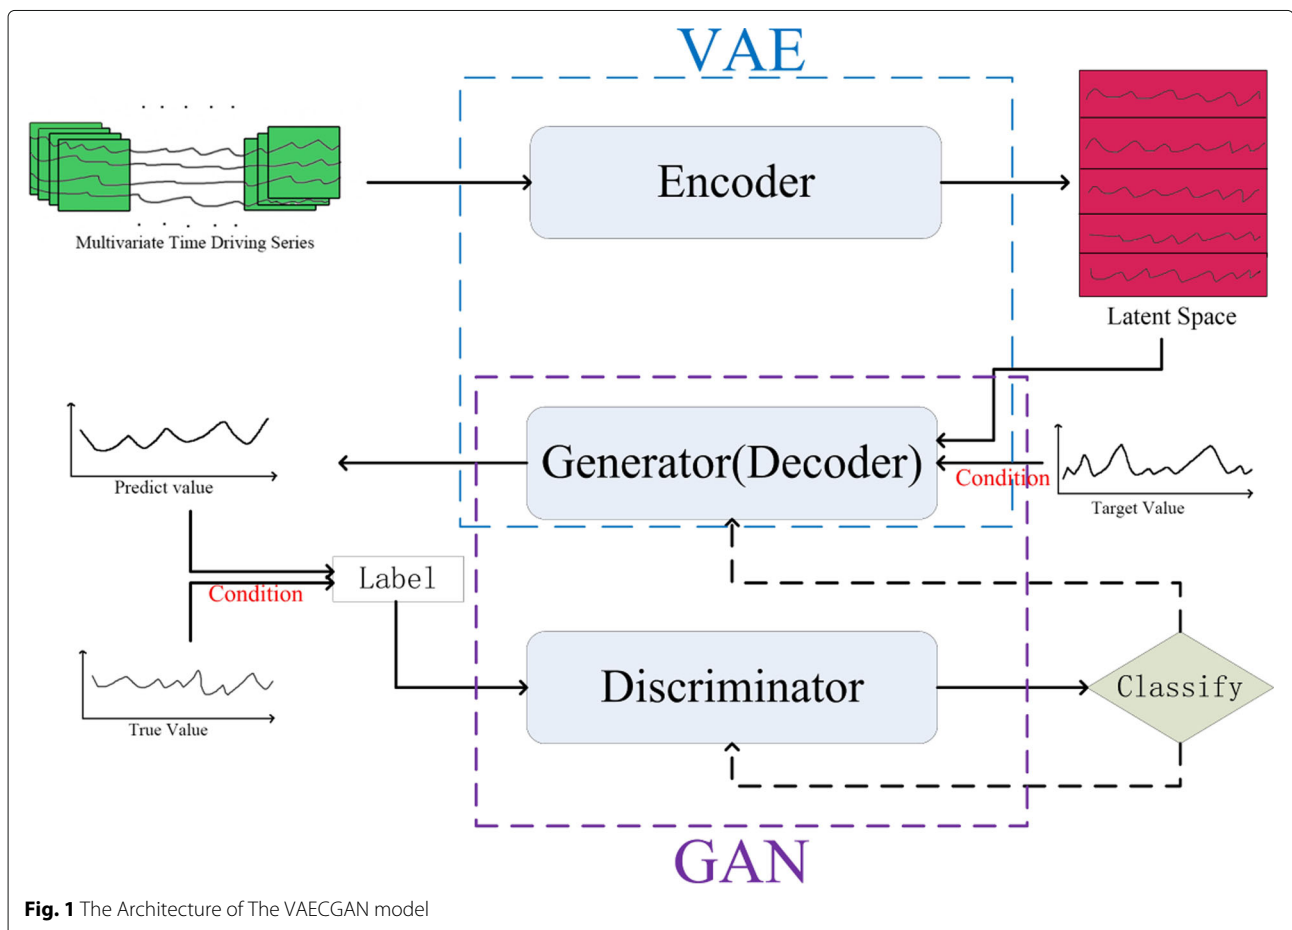 VAE
Encoder
Multivariate Time Driving Series
Latent Space
Generator(Decoder)
Condition
Predict value
Target Value
Label
Condition
Discriminator
Classify
True Value
GAN
Fig. 1 The Architecture of The VAECGAN model